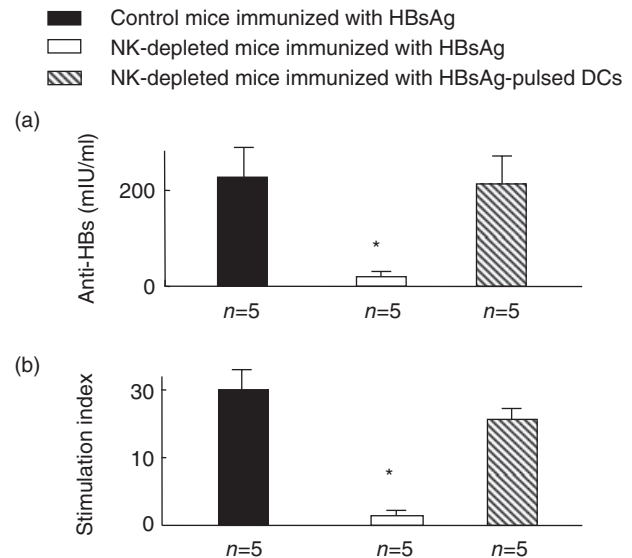 Control mice immunized with HBsAg
NK-depleted mice immunized with HBsAg
NK-depleted mice immunized with HBsAg-pulsed DCs
(a)
Anti-HBs (mIU/ml)
200
0
*
n=5 n=5 n=5
(b)
Stimulation index
30
10
0
*
n=5 n=5 n=5